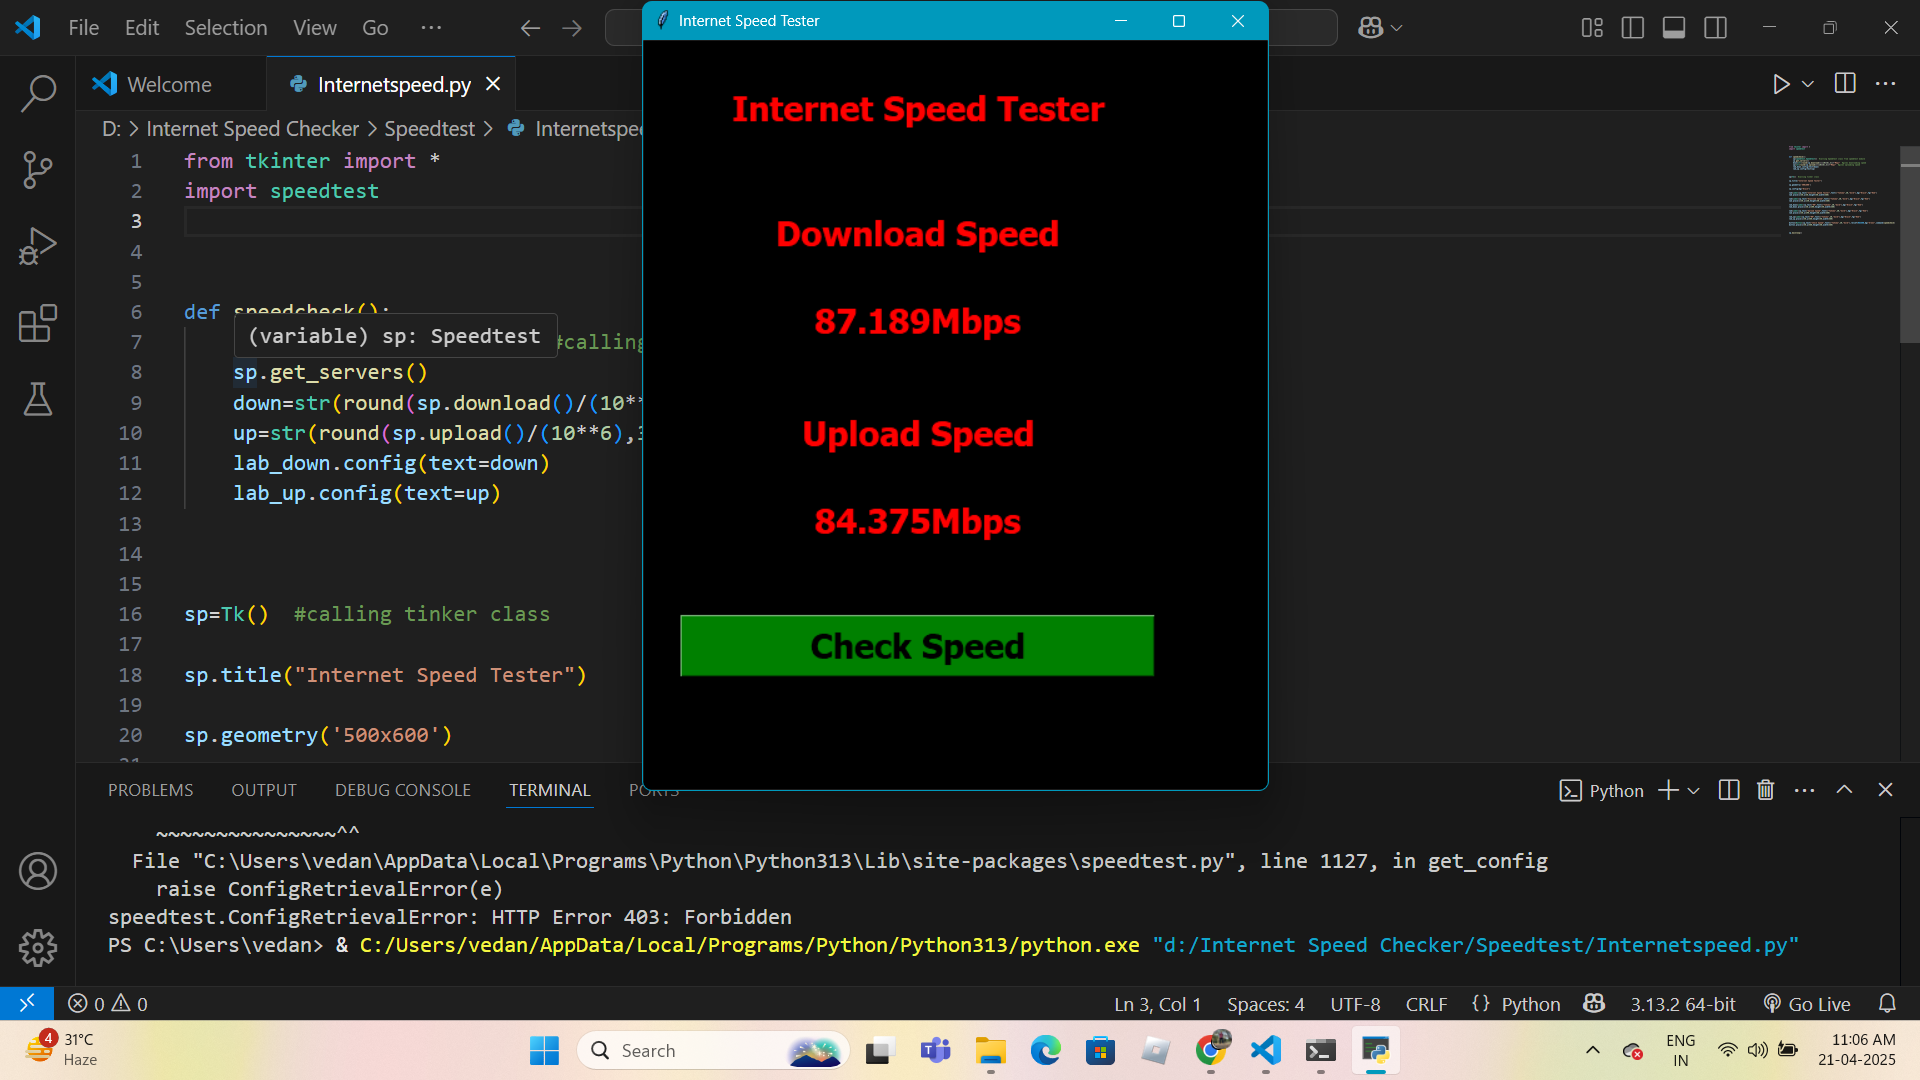 File Edit Selection View Go ···
Internet Speed Tester
Welcome
Internetspeed.py
D: > Internet Speed Checker > Speedtest > Internetspee
1 from tkinter import *
2 import speedtest
3
4
5
6 def speedcheck():
(variable) sp: Speedtest
7 #calling
8 sp.get_servers()
9 down=str(round(sp.download()/(10**
10 up=str(round(sp.upload()/(10**6),3
11 lab_down.config(text=down)
12 lab_up.config(text=up)
13
14
15
16 sp=Tk() #calling tinker class
17
18 sp.title("Internet Speed Tester")
19
20 sp.geometry('500x600')
21
Internet Speed Tester
Download Speed
87.189Mbps
Upload Speed
84.375Mbps
Check Speed
PROBLEMS OUTPUT DEBUG CONSOLE TERMINAL PORTS
Python
~~~~~~~~~~~~~~~^^
File "C:\Users\vedan\AppData\Local\Programs\Python\Python313\Lib\site-packages\speedtest.py", line 1127, in get_config
raise ConfigRetrievalError(e)
speedtest.ConfigRetrievalError: HTTP Error 403: Forbidden
PS C:\Users\vedan> & C:/Users/vedan/AppData/Local/Programs/Python/Python313/python.exe "d:/Internet Speed Checker/Speedtest/Internetspeed.py"
0 0
Ln 3, Col 1 Spaces: 4 UTF-8 CRLF {} Python 3.13.2 64-bit Go Live
4
31°C
Haze
Search
ENG
IN
11:06 AM
21-04-2025